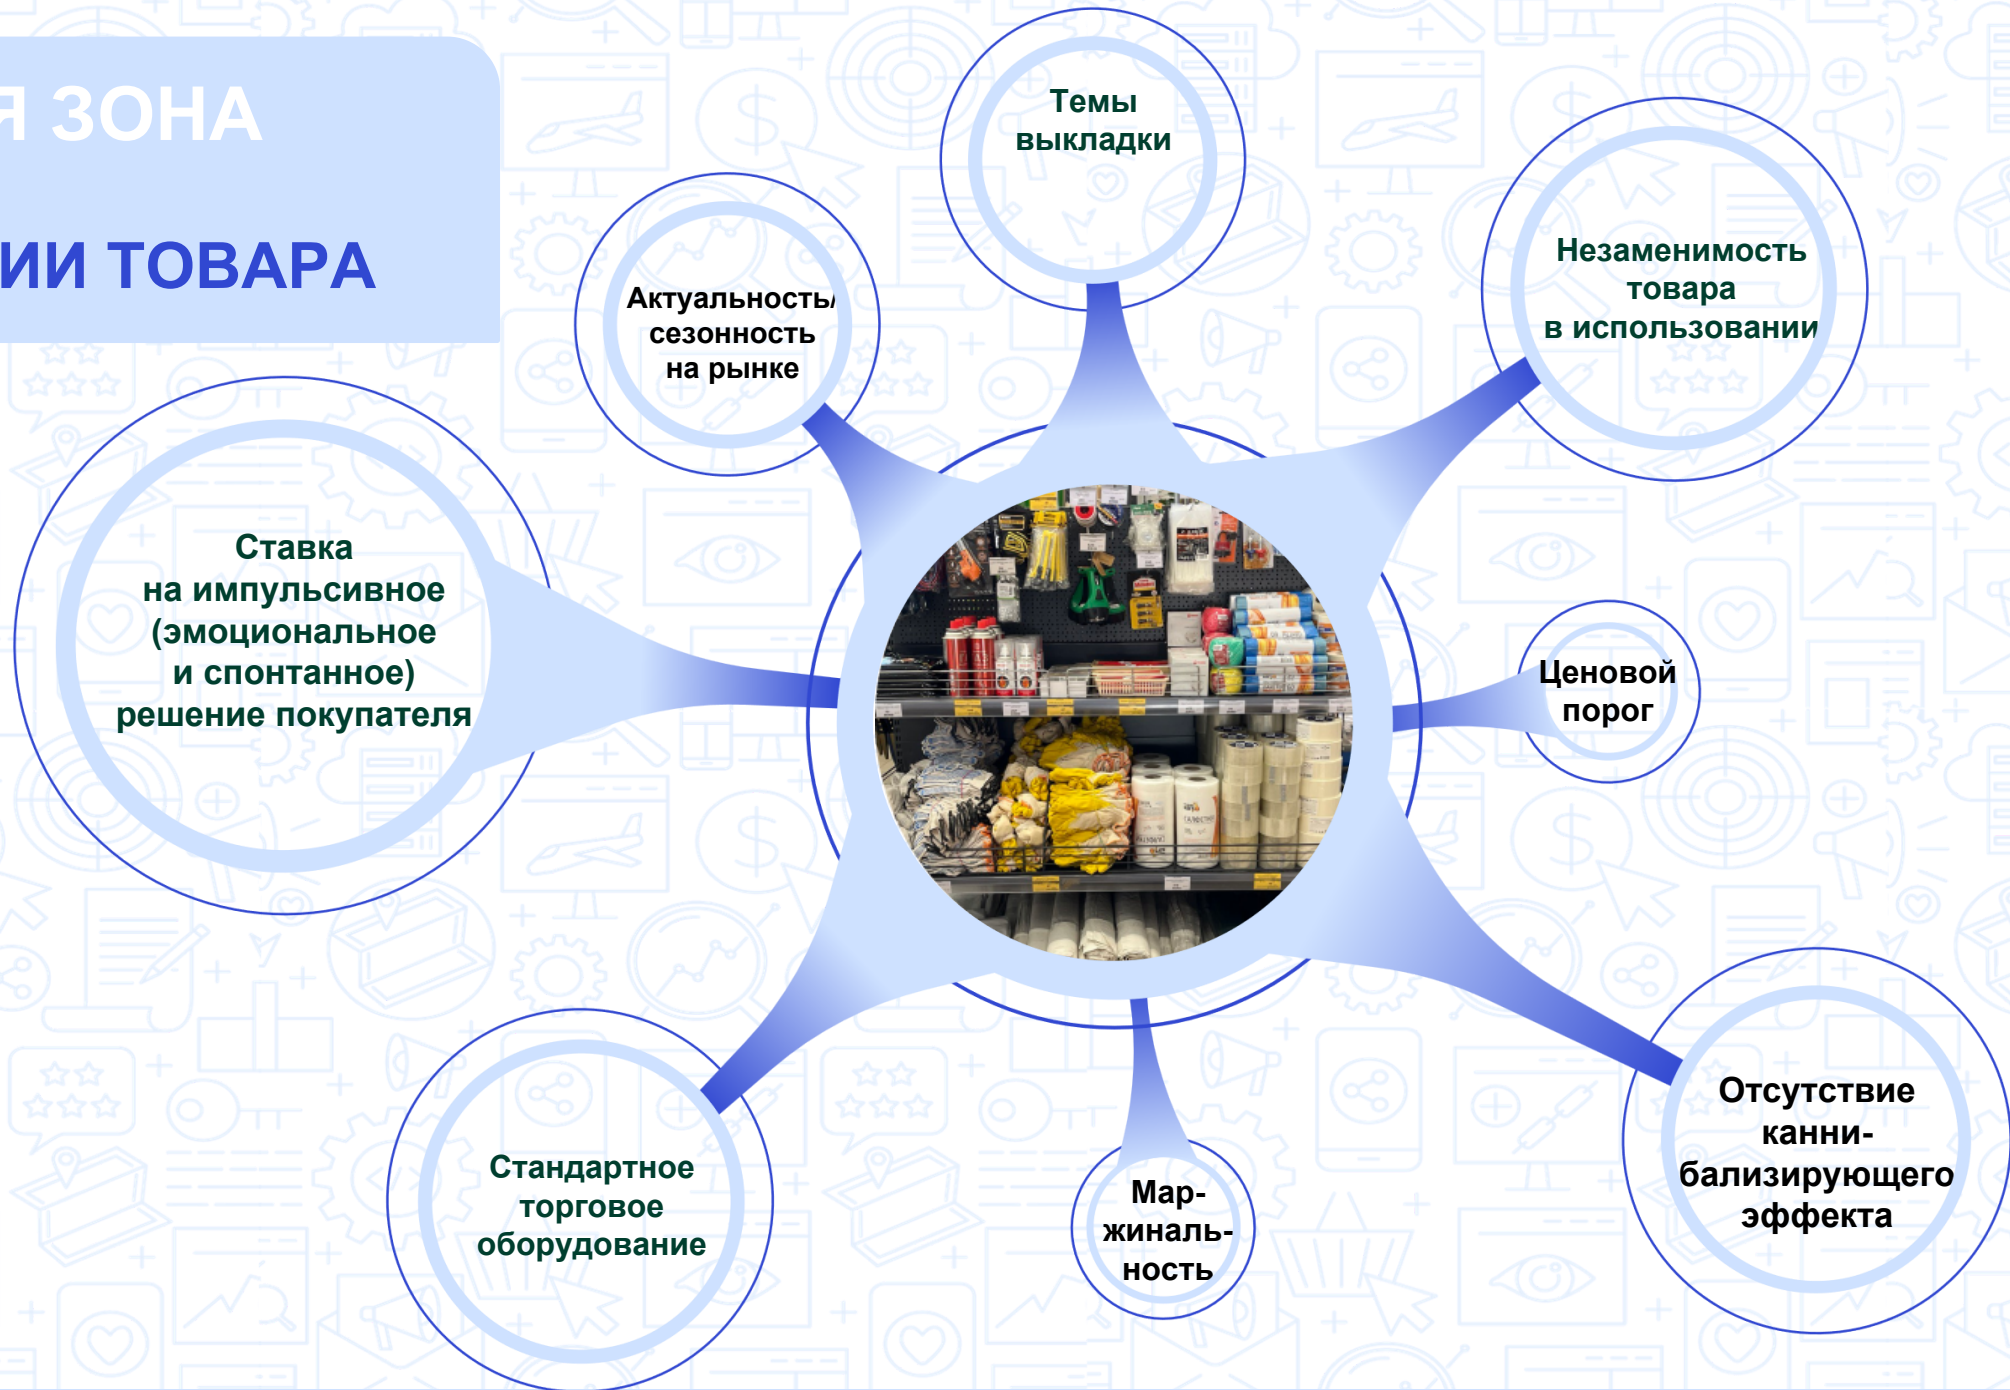 Я ЗОНА
ИИ ТОВАРА
Темы
выкладки
Актуальность/
сезонность
на рынке
Незаменимость
товара
в использовании
Ставка
на импульсивное
(эмоциональное
и спонтанное)
решение покупателя
Ценовой
порог
Стандартное
торговое
оборудование
Мар-
жиналь-
ность
Отсутствие
канни-
бализирующего
эффекта